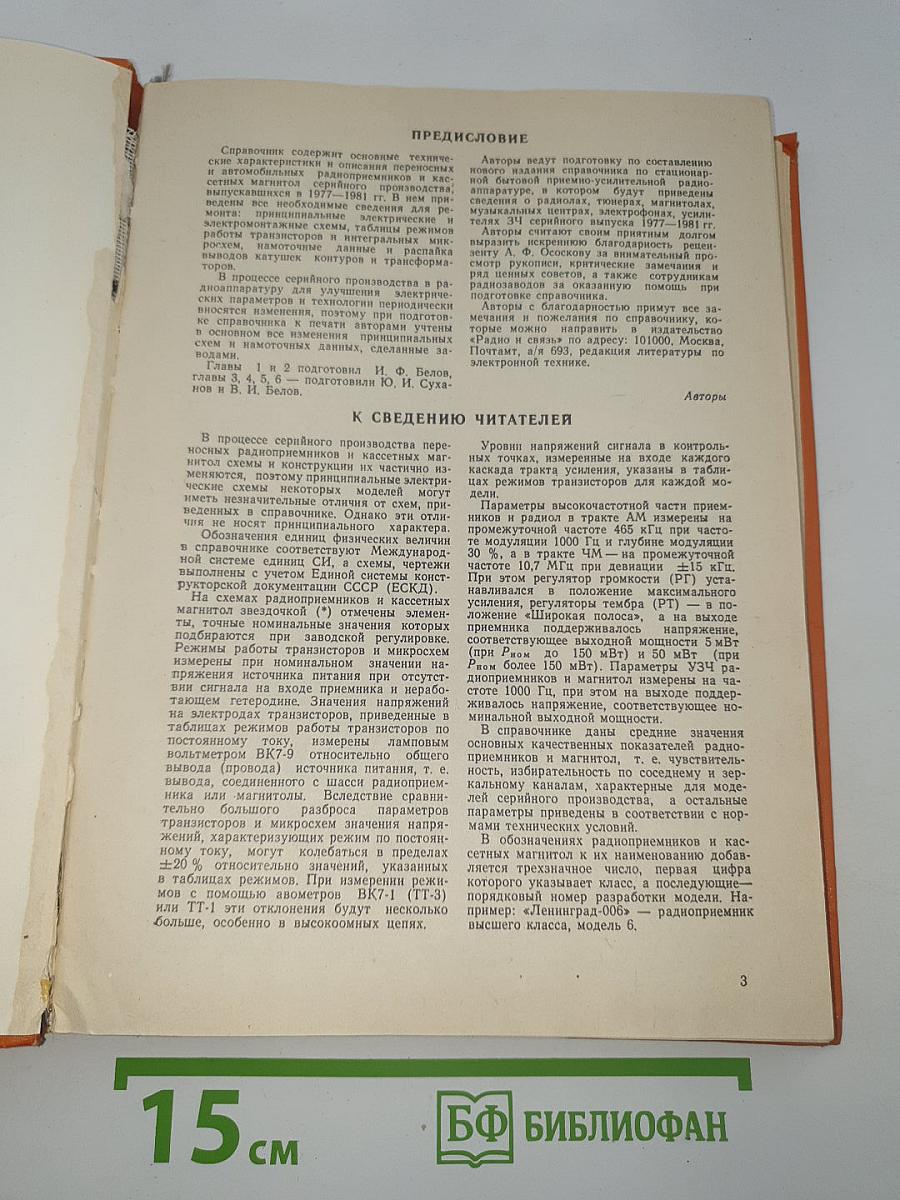 ПРЕДИСЛОВИЕ
Справочник содержит основные техниче-
ские характеристики и описания переносных
и автомобильных радиоприемников и кас-
сетных магнитол серийного производства,
выпускавшихся в 1977—1981 гг. В нем при-
ведены все необходимые сведения для ре-
монта: принципиальные электрические и
электромонтажные схемы, таблицы режимов
работы транзисторов и интегральных мик-
росхем, намоточные данные и распайка
выводов катушек контуров и трансформа-
торов.
В процессе серийного производства в ра-
диоаппаратуру для улучшения электриче-
ских параметров и технологии периодически
вносятся изменения, поэтому при подготов-
ке справочника к печати авторами учтены
в основном все изменения принципиальных
схем и намоточных данных, сделанные за-
водами.
Главы 1 и 2 подготовил И. Ф. Белов,
главы 3, 4, 5, 6 — подготовили Ю. И. Суха-
нов и В. И. Белов.
Авторы ведут подготовку по составлению
нового издания справочника по стационар-
ной бытовой приемно-усилительной радио-
аппаратуре, в котором будут приведены
сведения о радиолах, тюнерах, магнитолах,
музыкальных центрах, электрофонах, усили-
телях ЗЧ серийного выпуска 1977—1981 гг.
Авторы считают своим приятным долгом
выразить искреннюю благодарность рецен-
зенту А. Ф. Ососкову за внимательный про-
смотр рукописи, критические замечания и
ряд ценных советов, а также сотрудникам
радиозаводов за оказанную помощь при
подготовке справочника.
Авторы с благодарностью примут все за-
мечания и пожелания по справочнику, ко-
торые можно направить в издательство
«Радио и связь» по адресу: 101000, Москва,
Почтамт, а/я 693, редакция литературы по
электронной технике.
Авторы
К СВЕДЕНИЮ ЧИТАТЕЛЕЙ
В процессе серийного производства пере-
носных радиоприемников и кассетных маг-
нитол схемы и конструкции их частично из-
меняются, поэтому принципиальные электри-
ческие схемы некоторых моделей могут
иметь незначительные отличия от схем, при-
веденных в справочнике. Однако эти отли-
чия не носят принципиального характера.
Обозначения единиц физических величин
в справочнике соответствуют Международ-
ной системе единиц СИ, а схемы, чертежи
выполнены с учетом Единой системы конст-
рукторской документации СССР (ЕСКД).
На схемах радиоприемников и кассетных
магнитол звездочкой (*) отмечены элемен-
ты, точные номинальные значения которых
подбираются при заводской регулировке.
Режимы работы транзисторов и микросхем
измерены при номинальном значении на-
пряжения источника питания при отсутст-
вии сигнала на входе приемника и нерабо-
тающем гетеродине. Значения напряжений
на электродах транзисторов, приведенные в
таблицах режимов работы транзисторов по
постоянному току, измерены ламповым
вольтметром ВК7-9 относительно общего
вывода (провода) источника питания, т. е.
вывода, соединенного с шасси радиоприем-
ника или магнитолы. Вследствие сравни-
тельно большого разброса параметров
транзисторов и микросхем значения напря-
жений, характеризующих режим по постоян-
ному току, могут колебаться в пределах
±20 % относительно значений, указанных
в таблицах режимов. При измерении режи-
мов с помощью авометров ВК7-1 (ТТ-3)
или ТТ-1 эти отклонения будут несколько
больше, особенно в высокоомных цепях.
Уровни напряжений сигнала в контроль-
ных точках, измеренные на входе каждого
каскада тракта усиления, указаны в табли-
цах режимов транзисторов для каждой мо-
дели.
Параметры высокочастотной части прием-
ников и радиол в тракте АМ измерены на
промежуточной частоте 465 кГц при часто-
те модуляции 1000 Гц и глубине модуляции
30 %, а в тракте ЧМ — на промежуточной
частоте 10,7 МГц при девиации ±15 кГц.
При этом регулятор громкости (РГ) уста-
навливался в положение максимального
усиления, регуляторы тембра (РТ) — в по-
ложение «Широкая полоса», а на выходе
приемника поддерживалось напряжение,
соответствующее выходной мощности 5 мВт
(при Рном до 150 мВт) и 50 мВт (при
Рном более 150 мВт). Параметры УЗЧ ра-
диоприемников и магнитол измерены на ча-
стоте 1000 Гц, при этом на выходе поддер-
живалось напряжение, соответствующее но-
минальной выходной мощности.
В справочнике даны средние значения
основных качественных показателей радио-
приемников и магнитол, т. е. чувствитель-
ность, избирательность по соседнему и зер-
кальному каналам, характерные для моде-
лей серийного производства, а остальные
параметры приведены в соответствии с нор-
мами технических условий.
В обозначениях радиоприемников и кас-
сетных магнитол к их наименованию добав-
ляется трехзначное число, первая цифра
которого указывает класс, а последующие—
порядковый номер разработки модели. На-
пример: «Ленинград-006» — радиоприемник
высшего класса, модель 6.
3
15 см
БФ БИБЛИОФАН